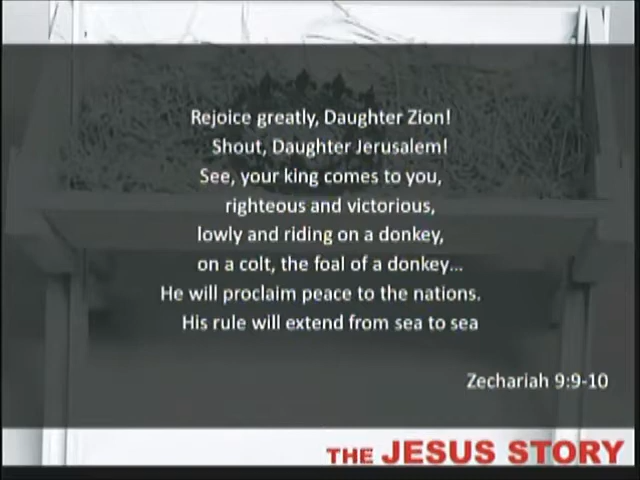 Rejoice greatly, Daughter Zion!
Shout, Daughter Jerusalem!
See, your king comes to you,
righteous and victorious,
lowly and riding on a donkey,
on a colt, the foal of a donkey...
He will proclaim peace to the nations.
His rule will extend from sea to sea
Zechariah 9:9-10
THE JESUS STORY